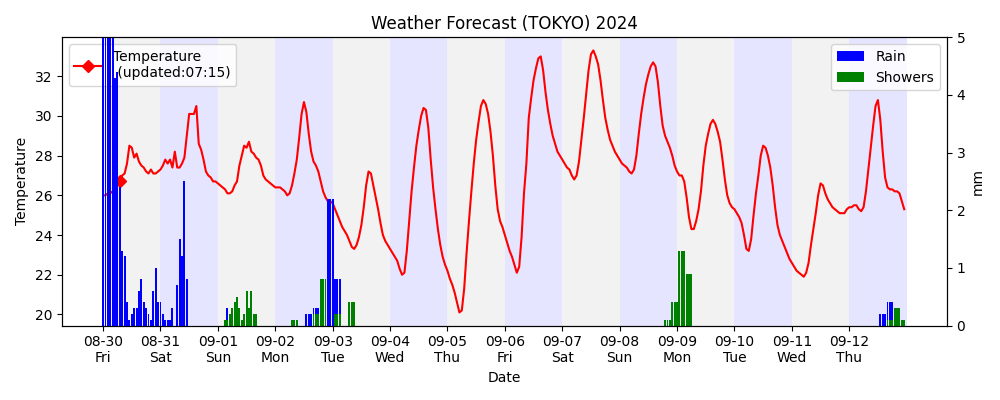 Weather Forecast (TOKYO) 2024
Temperature
(updated:07:15)
Rain
Showers
32
30
28
26
24
22
20
Temperature
5
4
3
2
1
0
mm
08-30 08-31 09-01 09-02 09-03 09-04 09-05 09-06 09-07 09-08 09-09 09-10 09-11 09-12
Fri Sat Sun Mon Tue Wed Thu Fri Sat Sun Mon Tue Wed Thu
Date